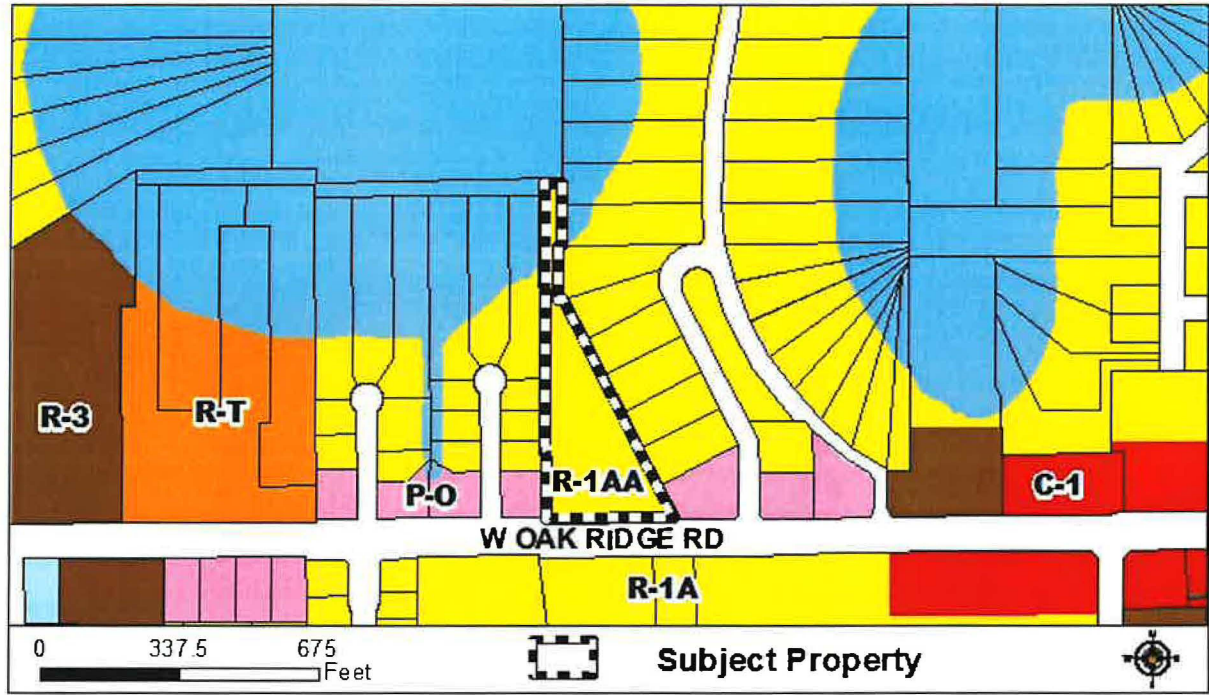 R-3
R-T
P-O
R-1AA
C-1
W OAK RIDGE RD
R-1A
0 337.5 675
Feet
Subject Property
N
W E
S